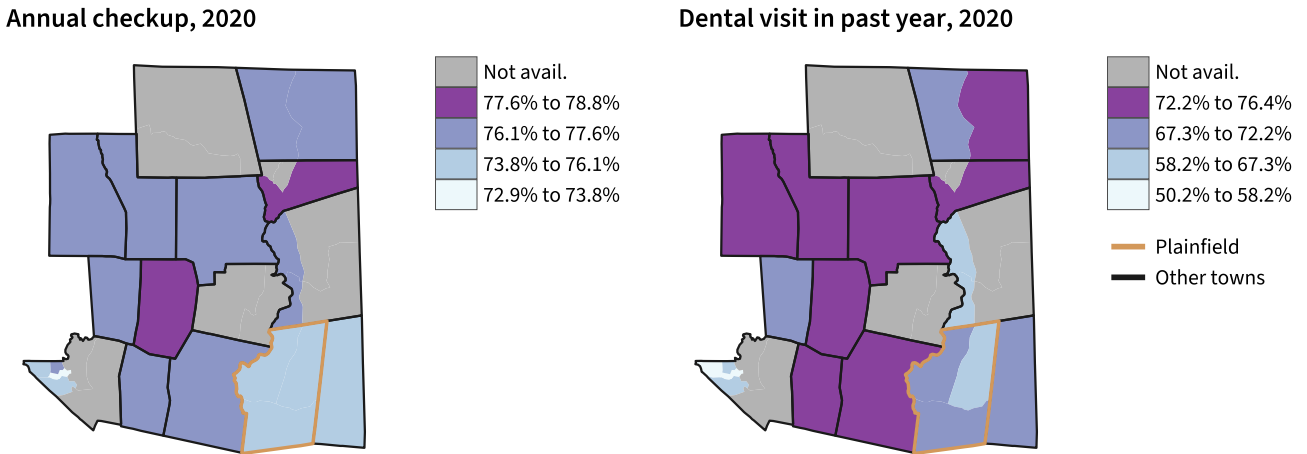 Annual checkup, 2020
Not avail.
77.6% to 78.8%
76.1% to 77.6%
73.8% to 76.1%
72.9% to 73.8%
Dental visit in past year, 2020
Not avail.
72.2% to 76.4%
67.3% to 72.2%
58.2% to 67.3%
50.2% to 58.2%
Plainfield
Other towns